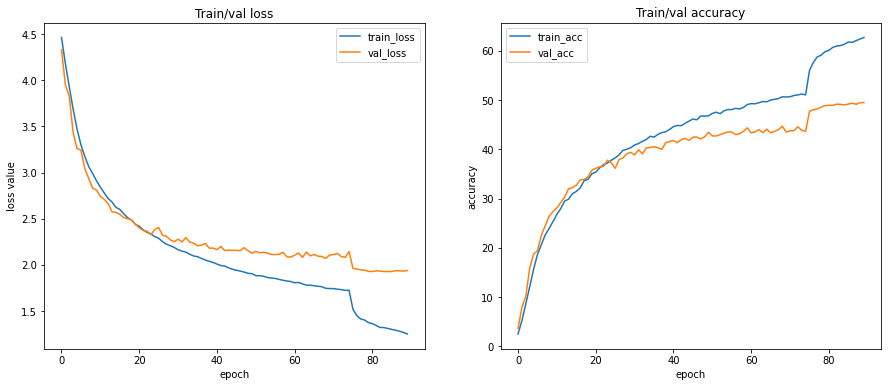 Train/val loss
4.5
4.0
3.5
3.0
2.5
2.0
1.5
loss value
0
20
40
60
80
epoch
train_loss
val_loss
Train/val accuracy
60
50
40
30
20
10
0
accuracy
0
20
40
60
80
epoch
train_acc
val_acc